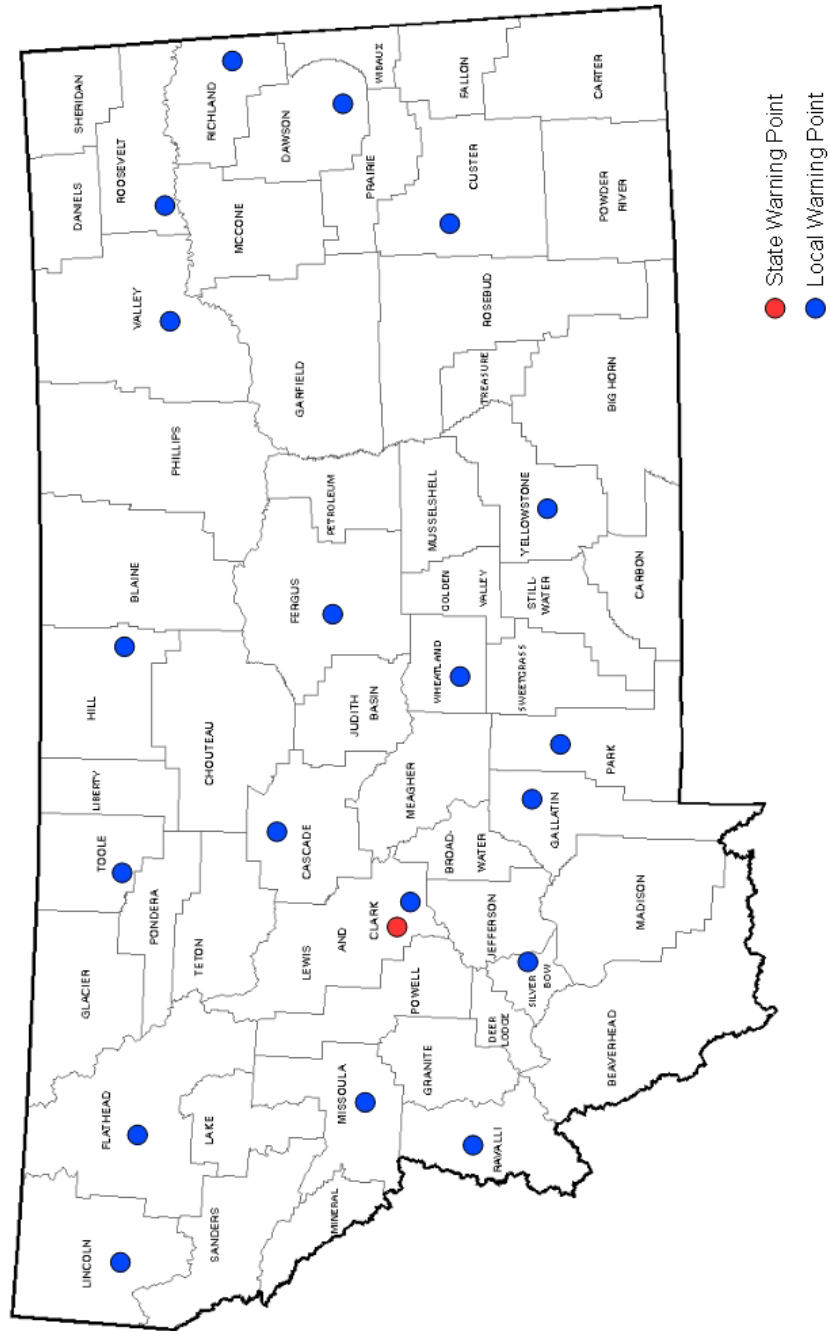 LINCOLN
FLATHEAD
GLACIER
TOOLE
LIBERTY
HILL
BLAINE
PHILLIPS
VALLEY
DANIELS
SHERIDAN
ROOSEVELT
SANDERS
LAKE
PONDERA
TETON
CHOUTEAU
RICHLAND
MCCONE
DAWSON
GARFIELD
MINERAL
MISSOULA
LEWIS
AND
CLARK
CASCADE
JUDITH
BASIN
FERGUS
PETROLEUM
PRAIRIE
WIBAUX
POWELL
GRANITE
MEAGHER
WHEATLAND
GOLDEN
VALLEY
MUSSELSHELL
TREASURE
ROSEBUD
CUSTER
FALLON
RAVALLI
DEER
LODGE
JEFFERSON
BROAD-
WATER
SILVER
BOW
GALLATIN
PARK
SWEETGRASS
STILL-
WATER
YELLOWSTONE
BIG HORN
POWDER
RIVER
CARTER
BEAVERHEAD
MADISON
CARBON
State Warning Point
Local Warning Point